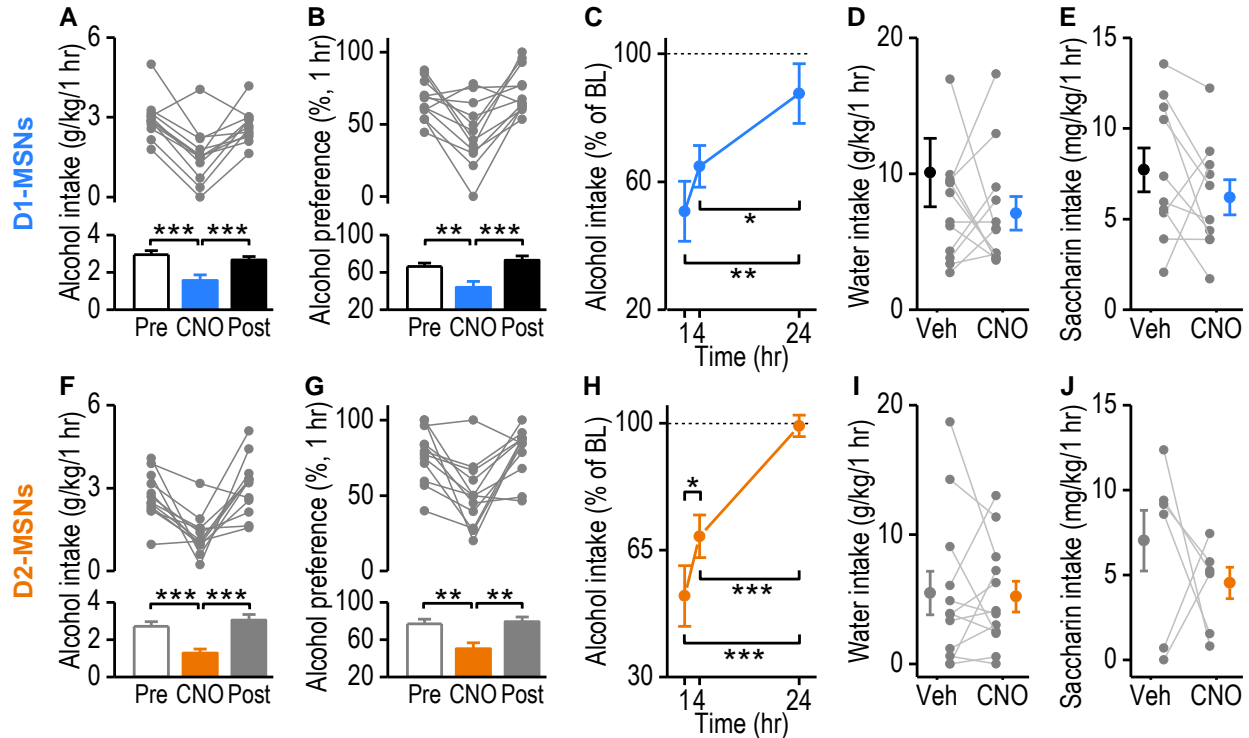 A
B
C
D
E
D1-MSNs
Alcohol intake (g/kg/1 hr)
6
3
0
4
2
0
*** ***
Pre CNO Post
Alcohol preference (%, 1 hr)
100
50
0
100
60
20
** ***
Pre CNO Post
Alcohol intake (% of BL)
100
60
20
*
**
1 4 24
Time (hr)
Water intake (g/kg/1 hr)
20
10
0
Veh CNO
Saccharin intake (mg/kg/1 hr)
15
10
5
0
Veh CNO
F
G
H
I
J
D2-MSNs
Alcohol intake (g/kg/1 hr)
6
3
0
4
2
0
*** ***
Pre CNO Post
Alcohol preference (%, 1 hr)
100
50
0
100
60
20
** **
Pre CNO Post
Alcohol intake (% of BL)
100
65
30
*
***
***
1 4 24
Time (hr)
Water intake (g/kg/1 hr)
20
10
0
Veh CNO
Saccharin intake (mg/kg/1 hr)
15
10
5
0
Veh CNO